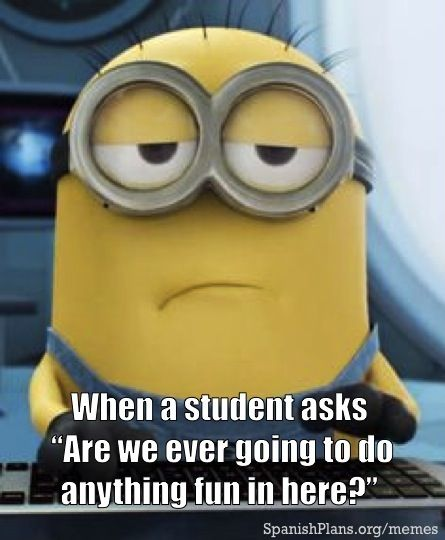 When a student asks
“Are we ever going to do
anything fun in here?”
SpanishPlans.org/memes